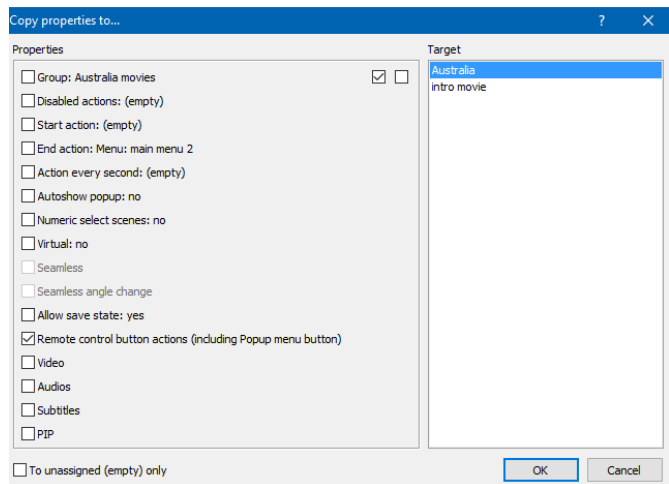 Copy properties to...
Properties
Group: Australia movies
Disabled actions: (empty)
Start action: (empty)
End action: Menu: main menu 2
Action every second: (empty)
Autoshow popup: no
Numeric select scenes: no
Virtual: no
Seamless
Seamless angle change
Allow save state: yes
Remote control button actions (including Popup menu button)
Video
Audios
Subtitles
PIP
Target
Australia
intro movie
To unassigned (empty) only
OK
Cancel